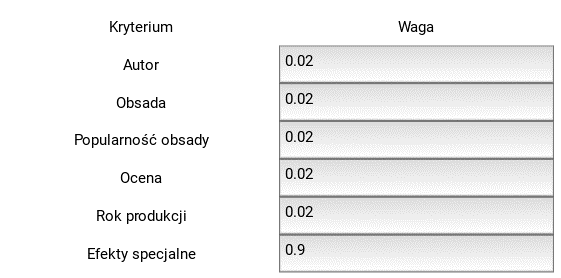 Kryterium Waga
Autor 0.02
Obsada 0.02
Popularność obsady 0.02
Ocena 0.02
Rok produkcji 0.02
Efekty specjalne 0.9